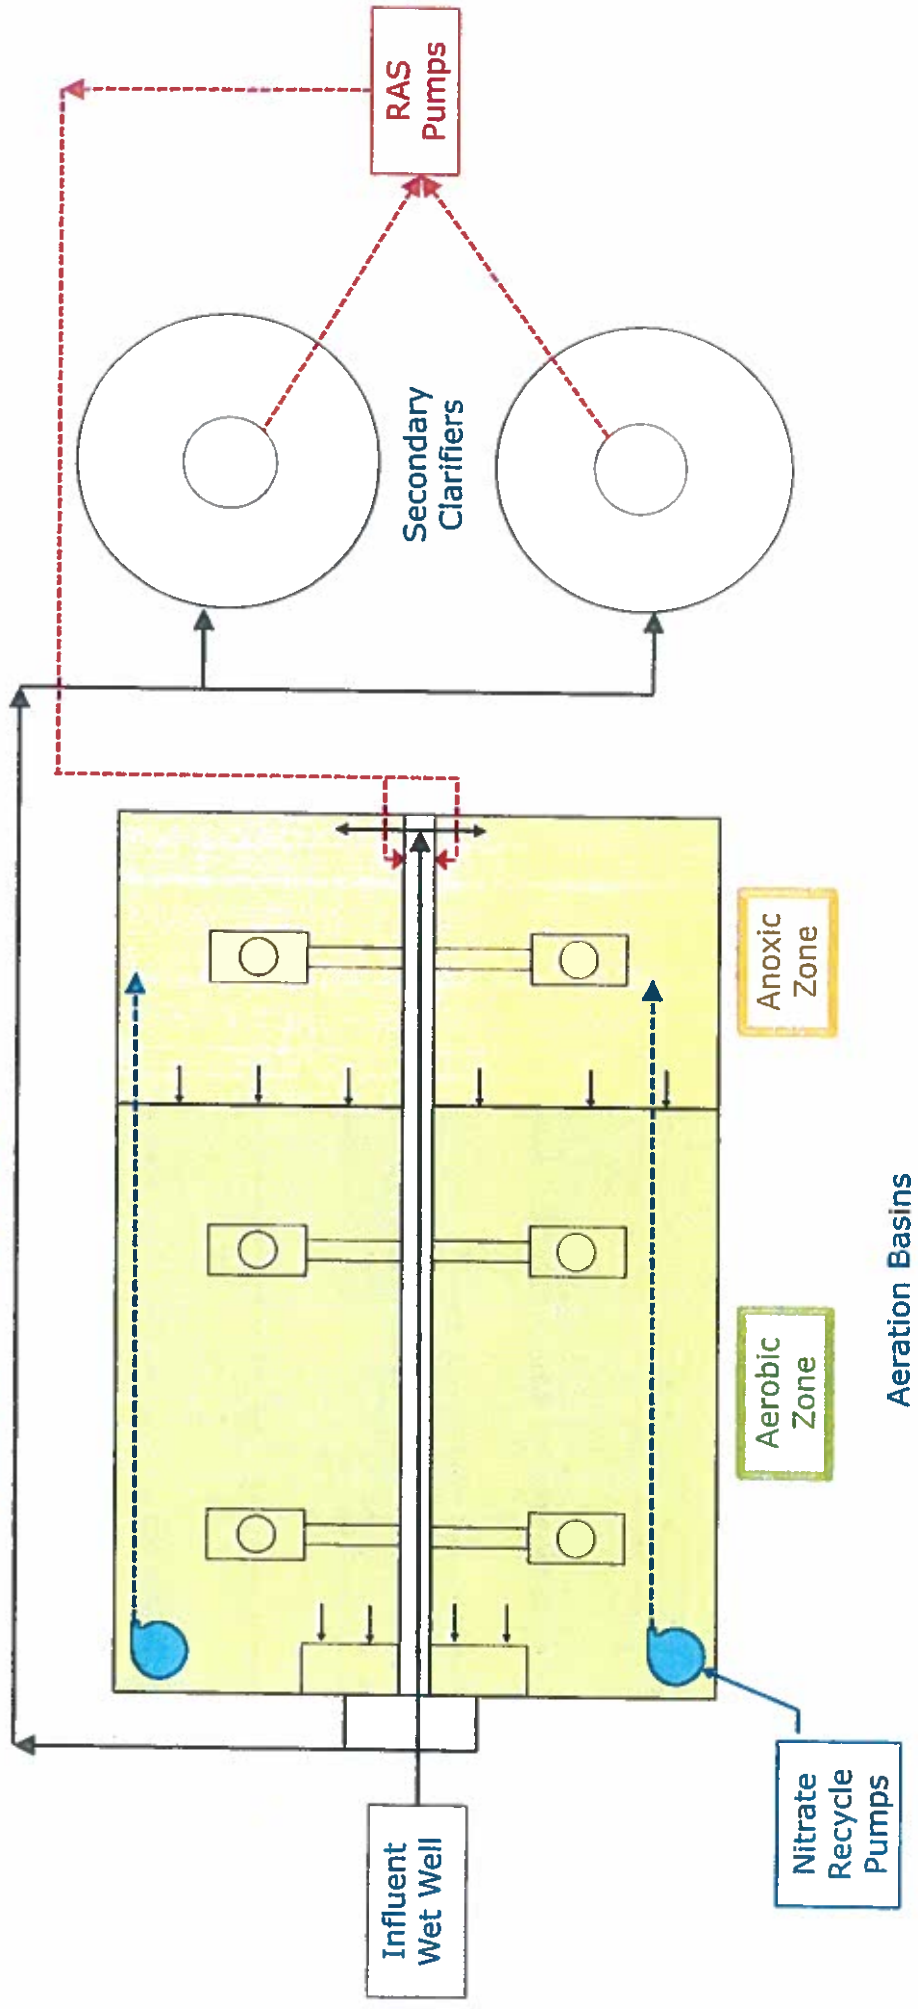 Influent
Wet Well
Nitrate
Recycle
Pumps
Aerobic
Zone
Anoxic
Zone
Aeration Basins
Secondary
Clarifiers
RAS
Pumps